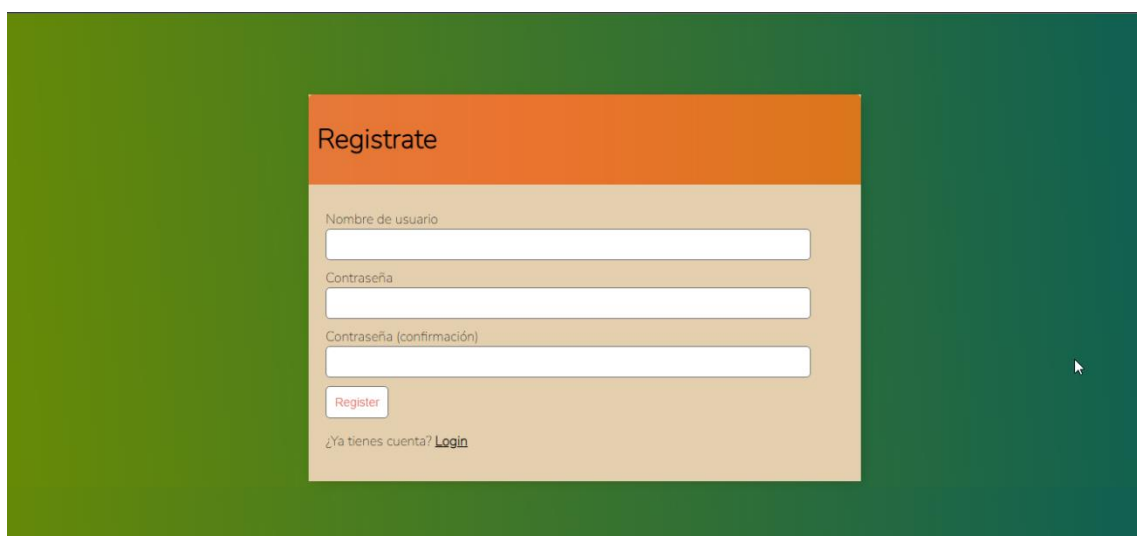 Registrate
Nombre de usuario
Contraseña
Contraseña (confirmación)
Register
¿Ya tienes cuenta? Login